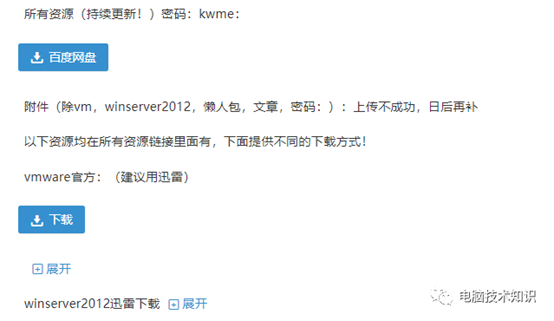 所有资源（持续更新！）密码：kwme：
百度网盘
附件（除vm，winserver2012，懒人包，文章，密码：）：上传不成功，日后再补
以下资源均在所有资源链接里面有，下面提供不同的下载方式！
vmware官方：（建议用迅雷）
下载
展开
winserver2012迅雷下载 展开
电脑技术知识